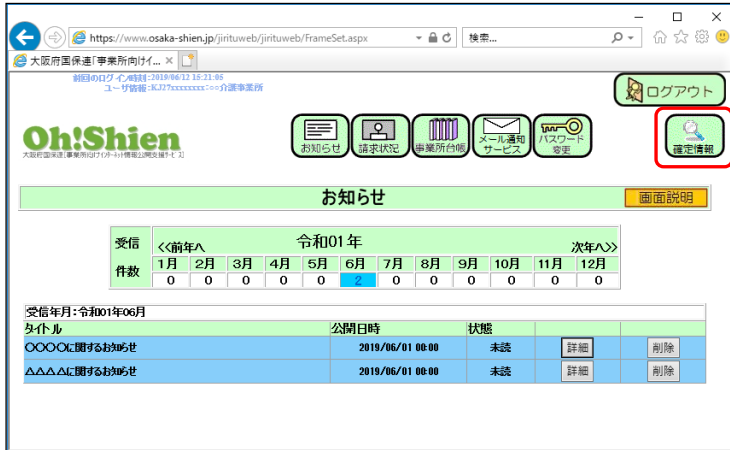 https://www.osaka-shien.jp/jirituweb/jirituweb/FrameSet.aspx
検索...
大阪府国保連「事業所向けイ...
前回のログイン時刻:2019/06/12 15:21:05
ユーザ情報:KJ27xxxxxxxx:○○介護事業所
ログアウト
Oh!Shien
大阪府国保連【事業所向けインターネット情報公開支援サービス】
お知らせ
請求状況
事業所台帳
メール通知
サービス
パスワード
変更
確定情報
お知らせ
画面説明
受信
件数
<<前年へ 令和01年 次年へ>>
1月 2月 3月 4月 5月 6月 7月 8月 9月 10月 11月 12月
0 0 0 0 0 2 0 0 0 0 0 0
受信年月:令和01年06月
タイトル 公開日時 状態
○○○○に関するお知らせ 2019/06/01 00:00 未読 詳細 削除
△△△△に関するお知らせ 2019/06/01 00:00 未読 詳細 削除